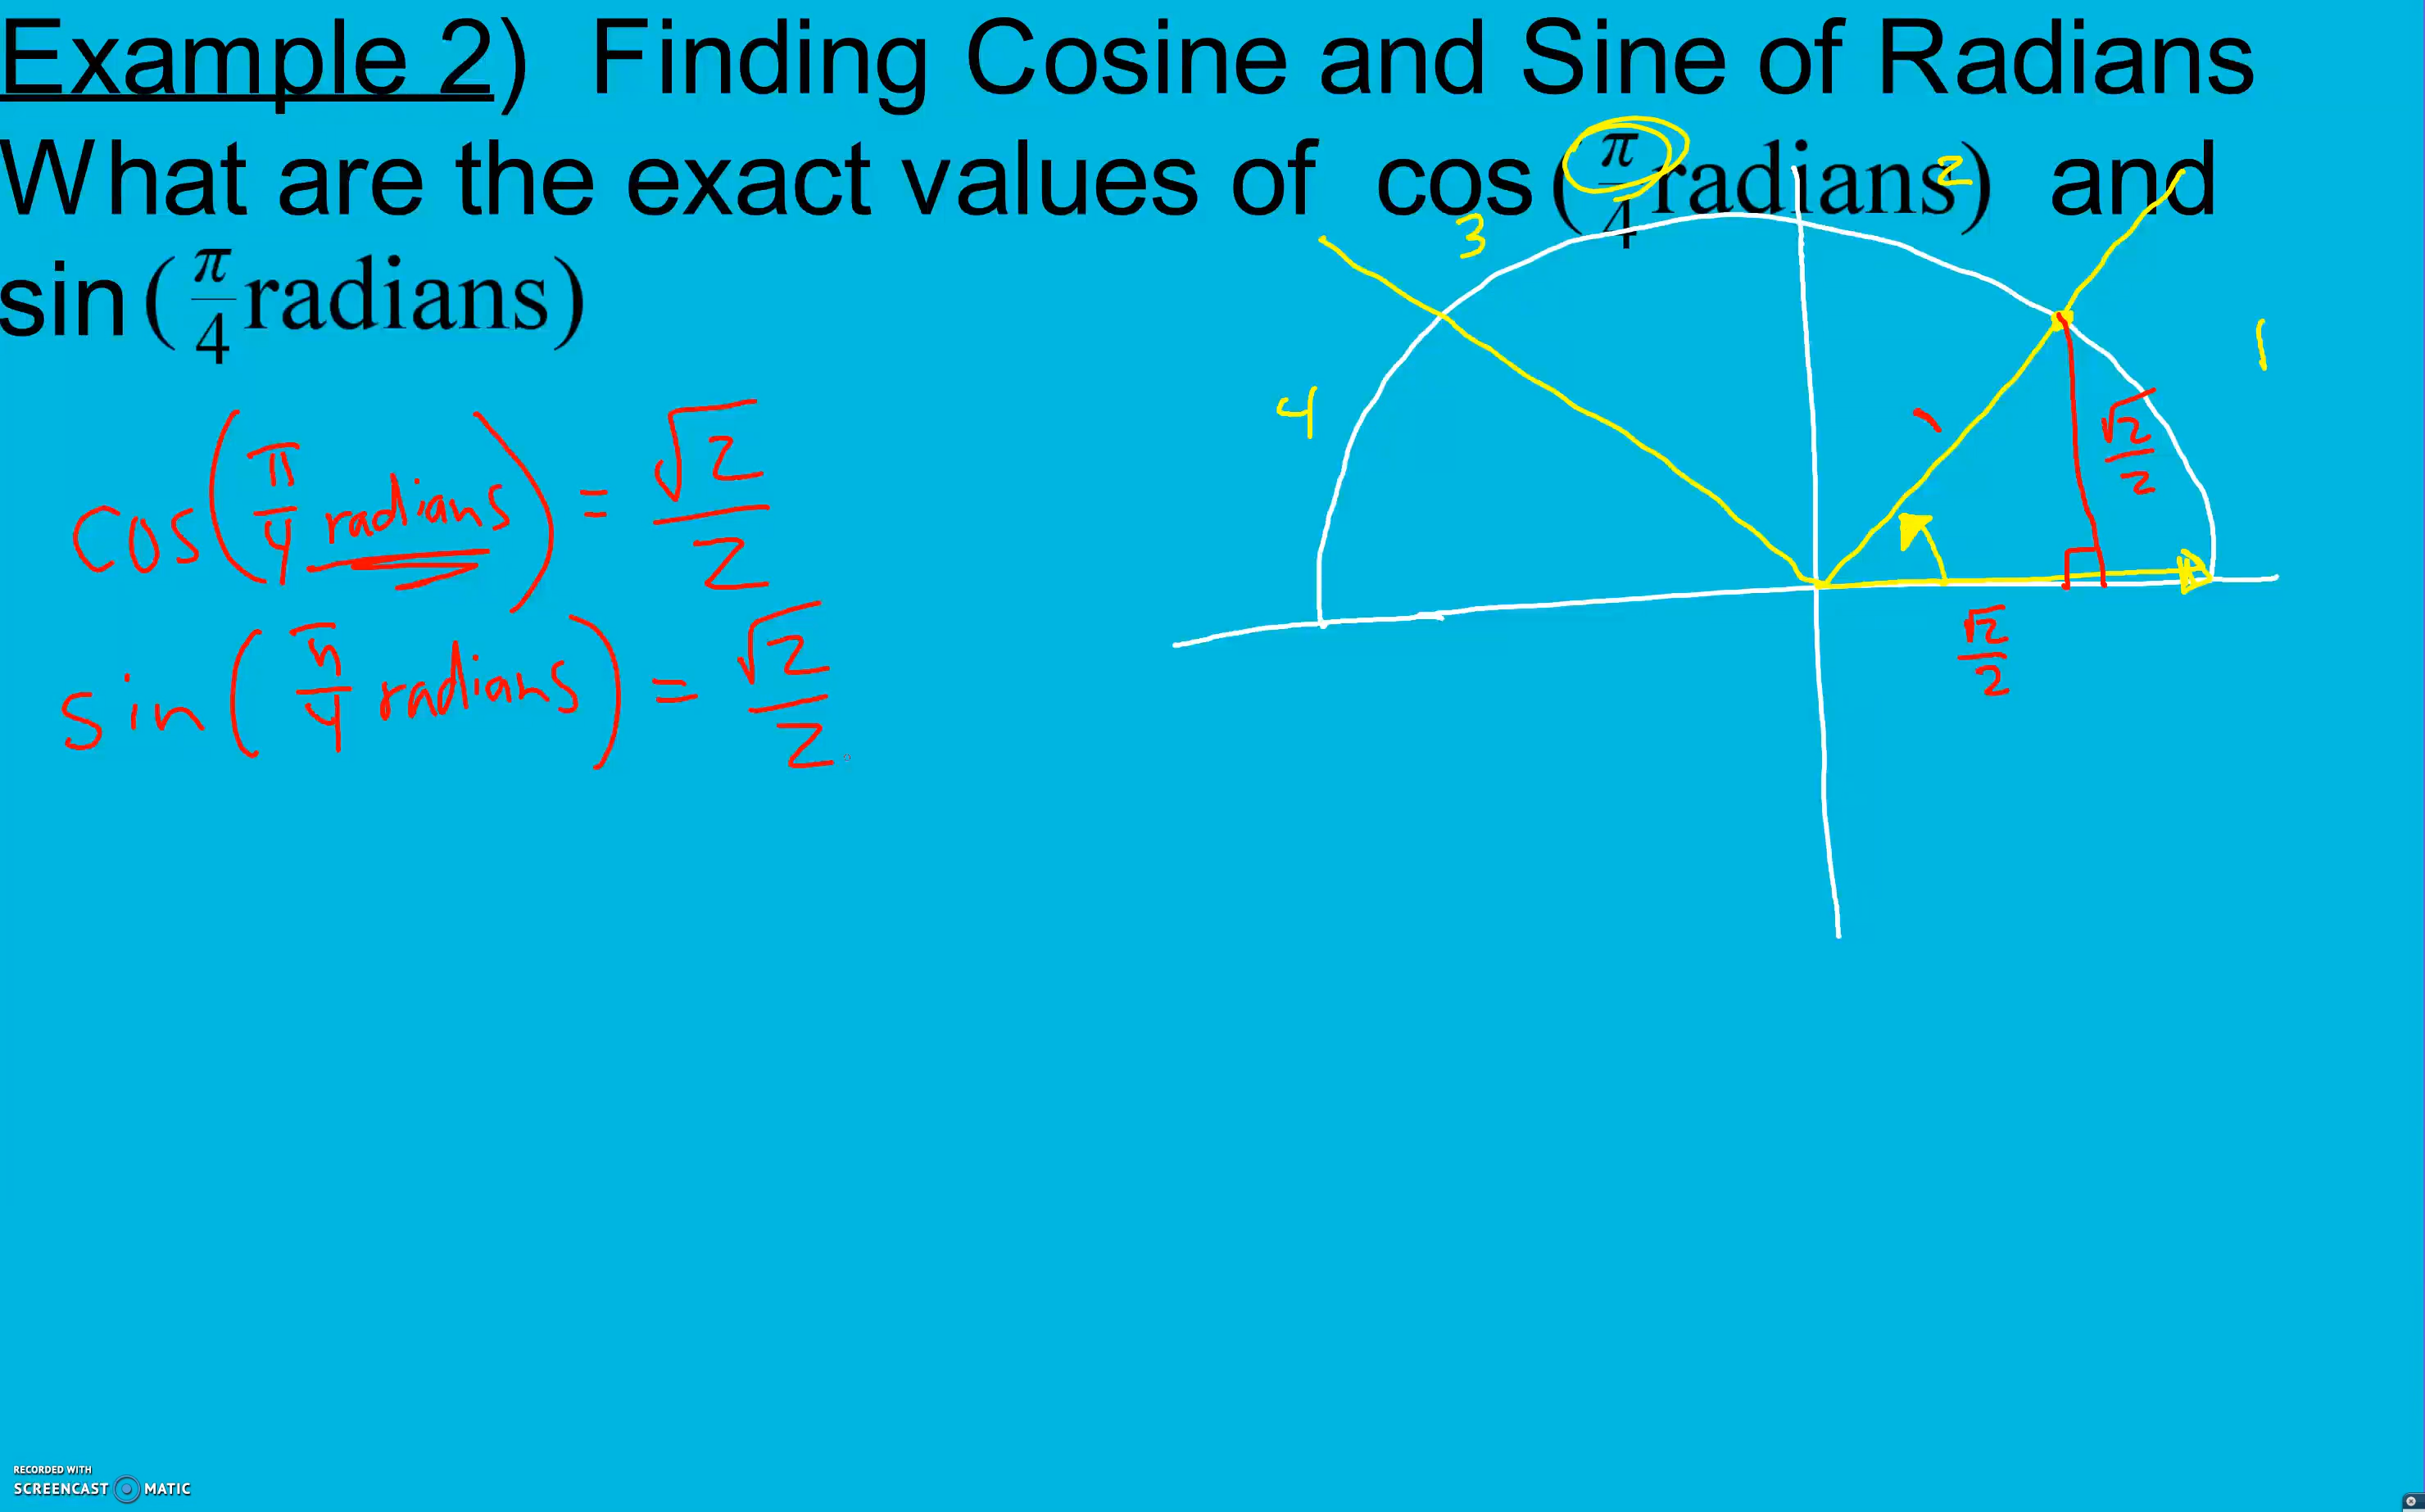 Example 2) Finding Cosine and Sine of Radians
What are the exact values of cos (π/4 radians) and
sin (π/4 radians)
cos(π/4 radians) = √2/2
sin(π/4 radians) = √2/2
4
3
2
1
1
√2/2
√2/2
RECORDED WITH
SCREENCAST MATIC